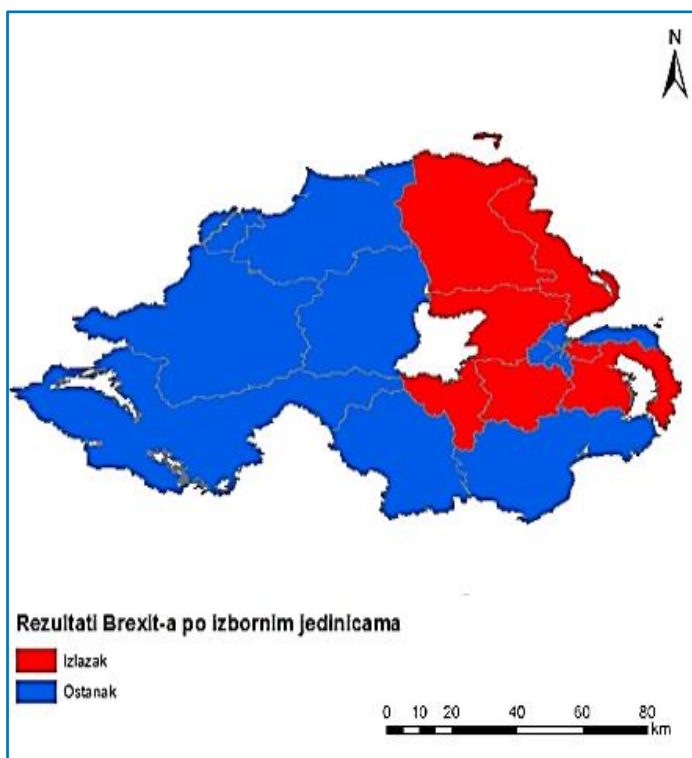 N
Rezultati Brexit-a po izbornim jedinicama
Izlazak
Ostanak
0 10 20 40 60 80
km